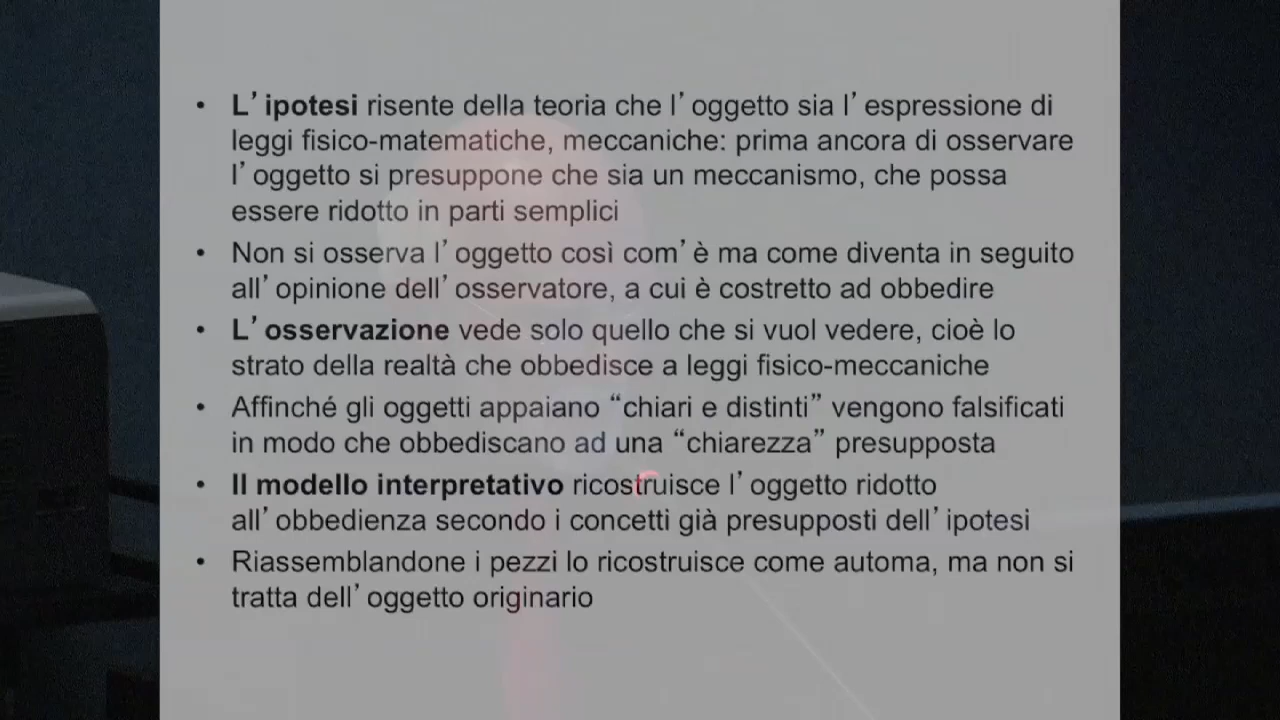 • L’ipotesi risente della teoria che l’oggetto sia l’espressione di
leggi fisico-matematiche, meccaniche: prima ancora di osservare
l’oggetto si presuppone che sia un meccanismo, che possa
essere ridotto in parti semplici
• Non si osserva l’oggetto così com’è ma come diventa in seguito
all’opinione dell’osservatore, a cui è costretto ad obbedire
• L’osservazione vede solo quello che si vuol vedere, cioè lo
strato della realtà che obbedisce a leggi fisico-meccaniche
• Affinché gli oggetti appaiano “chiari e distinti” vengono falsificati
in modo che obbediscano ad una “chiarezza” presupposta
• Il modello interpretativo ricostruisce l’oggetto ridotto
all’obbedienza secondo i concetti già presupposti dell’ipotesi
• Riassemblandone i pezzi lo ricostruisce come automa, ma non si
tratta dell’oggetto originario